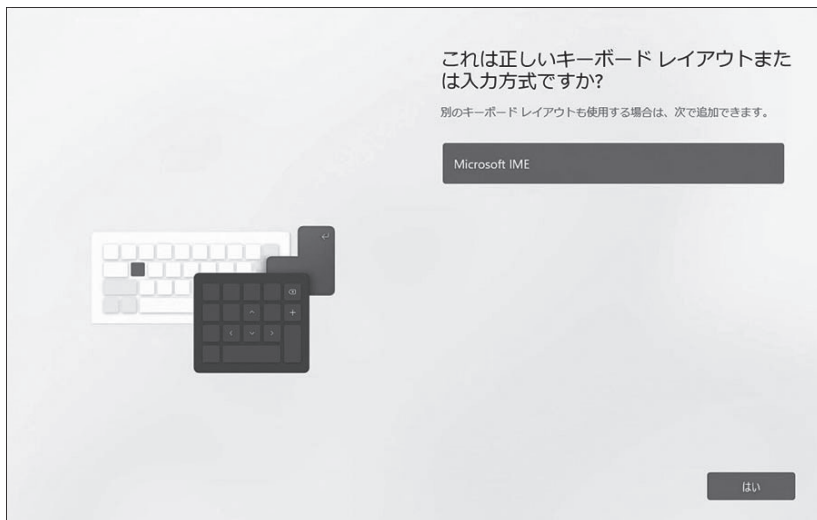 これは正しいキーボード レイアウトまた
は入力方式ですか?
別のキーボード レイアウトも使用する場合は、次で追加できます。
Microsoft IME
はい